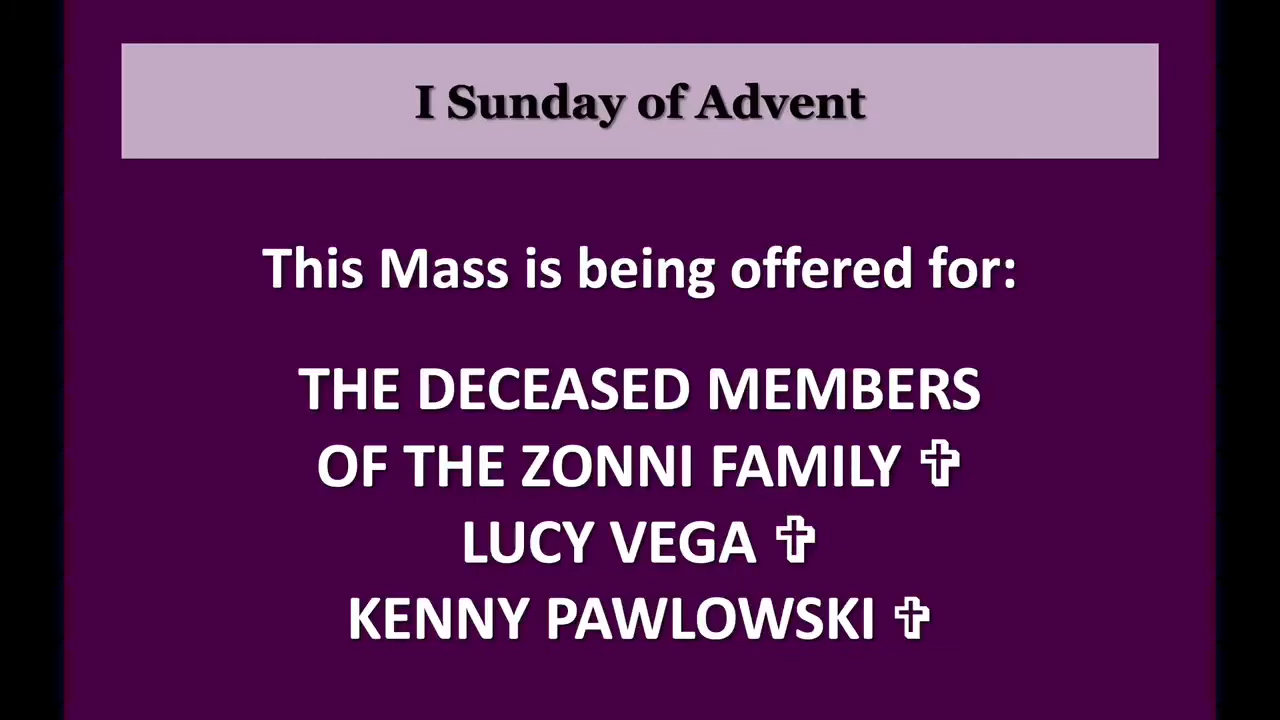 I Sunday of Advent
This Mass is being offered for:
THE DECEASED MEMBERS
OF THE ZONNI FAMILY ✞
LUCY VEGA ✞
KENNY PAWLOWSKI ✞